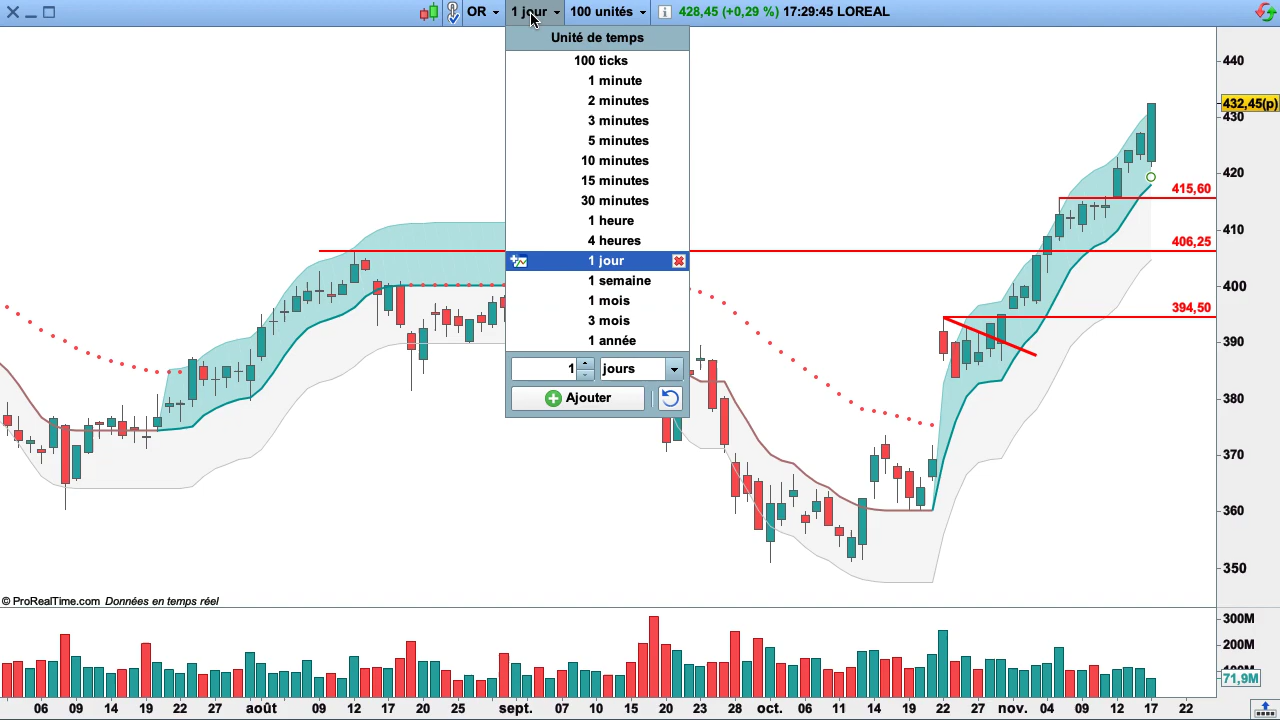 OR
1 jour
100 unités
428,45 (+0,29 %) 17:29:45 LOREAL
Unité de temps
100 ticks
1 minute
2 minutes
3 minutes
5 minutes
10 minutes
15 minutes
30 minutes
1 heure
4 heures
1 jour
1 semaine
1 mois
3 mois
1 année
1
jours
Ajouter
440
432,45(p)
430
420
415,60
410
406,25
400
394,50
390
380
370
360
350
© ProRealTime.com Données en temps réel
300M
200M
71,9M
06 09 14 19 22 27 août 09 12 17 20 25 sept. 07 10 15 20 23 28 oct. 06 11 14 19 22 27 nov. 04 09 12 17 22